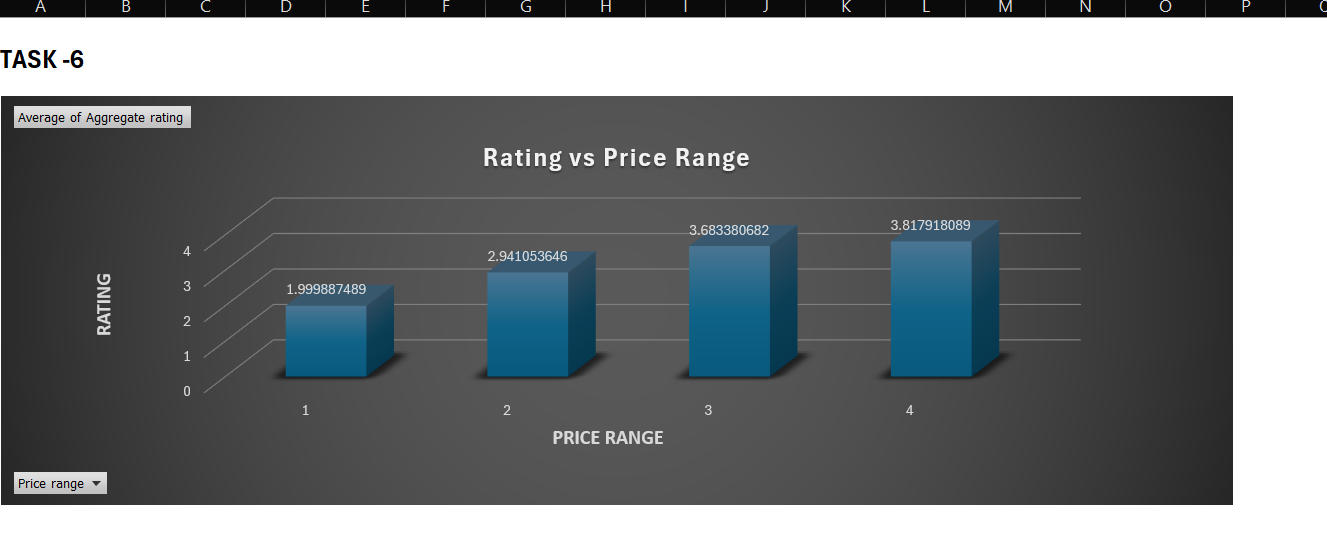 A B C D E F G H I J K L M N O P
TASK -6
Average of Aggregate rating
Rating vs Price Range
4
3
2
1
0
RATING
1.999887489
2.941053646
3.683380682
3.817918089
1 2 3 4
PRICE RANGE
Price range